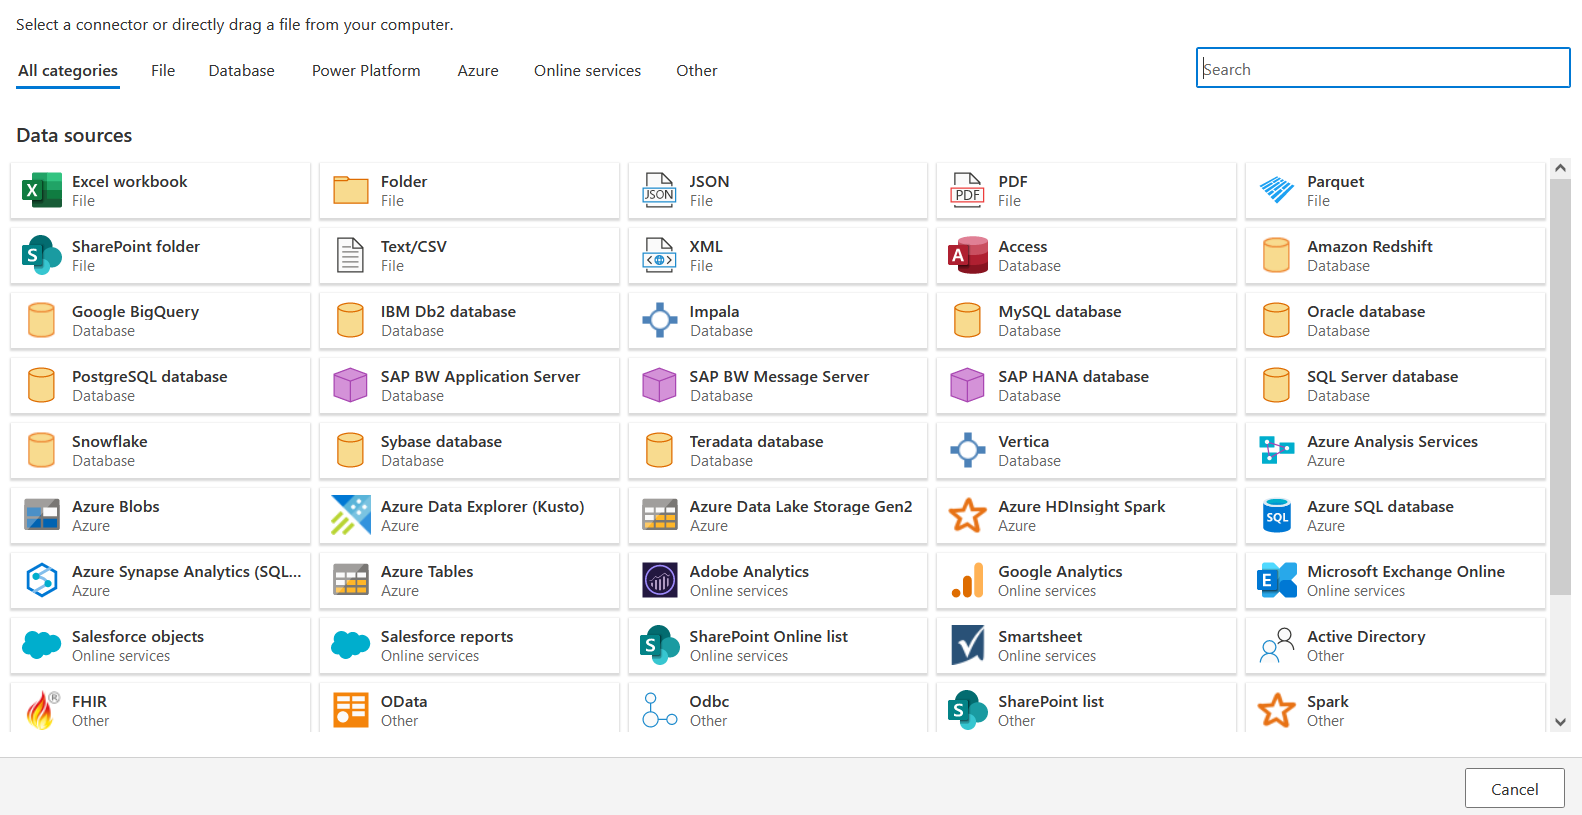 Select a connector or directly drag a file from your computer.
All categories File Database Power Platform Azure Online services Other
Search
Data sources
Excel workbook
File
Folder
File
JSON
JSON
File
PDF
PDF
File
Parquet
File
S
SharePoint folder
File
Text/CSV
File
XML
File
A
Access
Database
Amazon Redshift
Database
Google BigQuery
Database
IBM Db2 database
Database
Impala
Database
MySQL database
Database
Oracle database
Database
PostgreSQL database
Database
SAP BW Application Server
Database
SAP BW Message Server
Database
SAP HANA database
Database
SQL Server database
Database
Snowflake
Database
Sybase database
Database
Teradata database
Database
Vertica
Database
Azure Analysis Services
Azure
Azure Blobs
Azure
Azure Data Explorer (Kusto)
Azure
Azure Data Lake Storage Gen2
Azure
Azure HDInsight Spark
Azure
SQL
Azure SQL database
Azure
Azure Synapse Analytics (SQL...
Azure
Azure Tables
Azure
Adobe Analytics
Online services
Google Analytics
Online services
E
Microsoft Exchange Online
Online services
Salesforce objects
Online services
Salesforce reports
Online services
S
SharePoint Online list
Online services
Smartsheet
Online services
Active Directory
Other
®
FHIR
Other
OData
Other
Odbc
Other
S
SharePoint list
Other
Spark
Other
Cancel